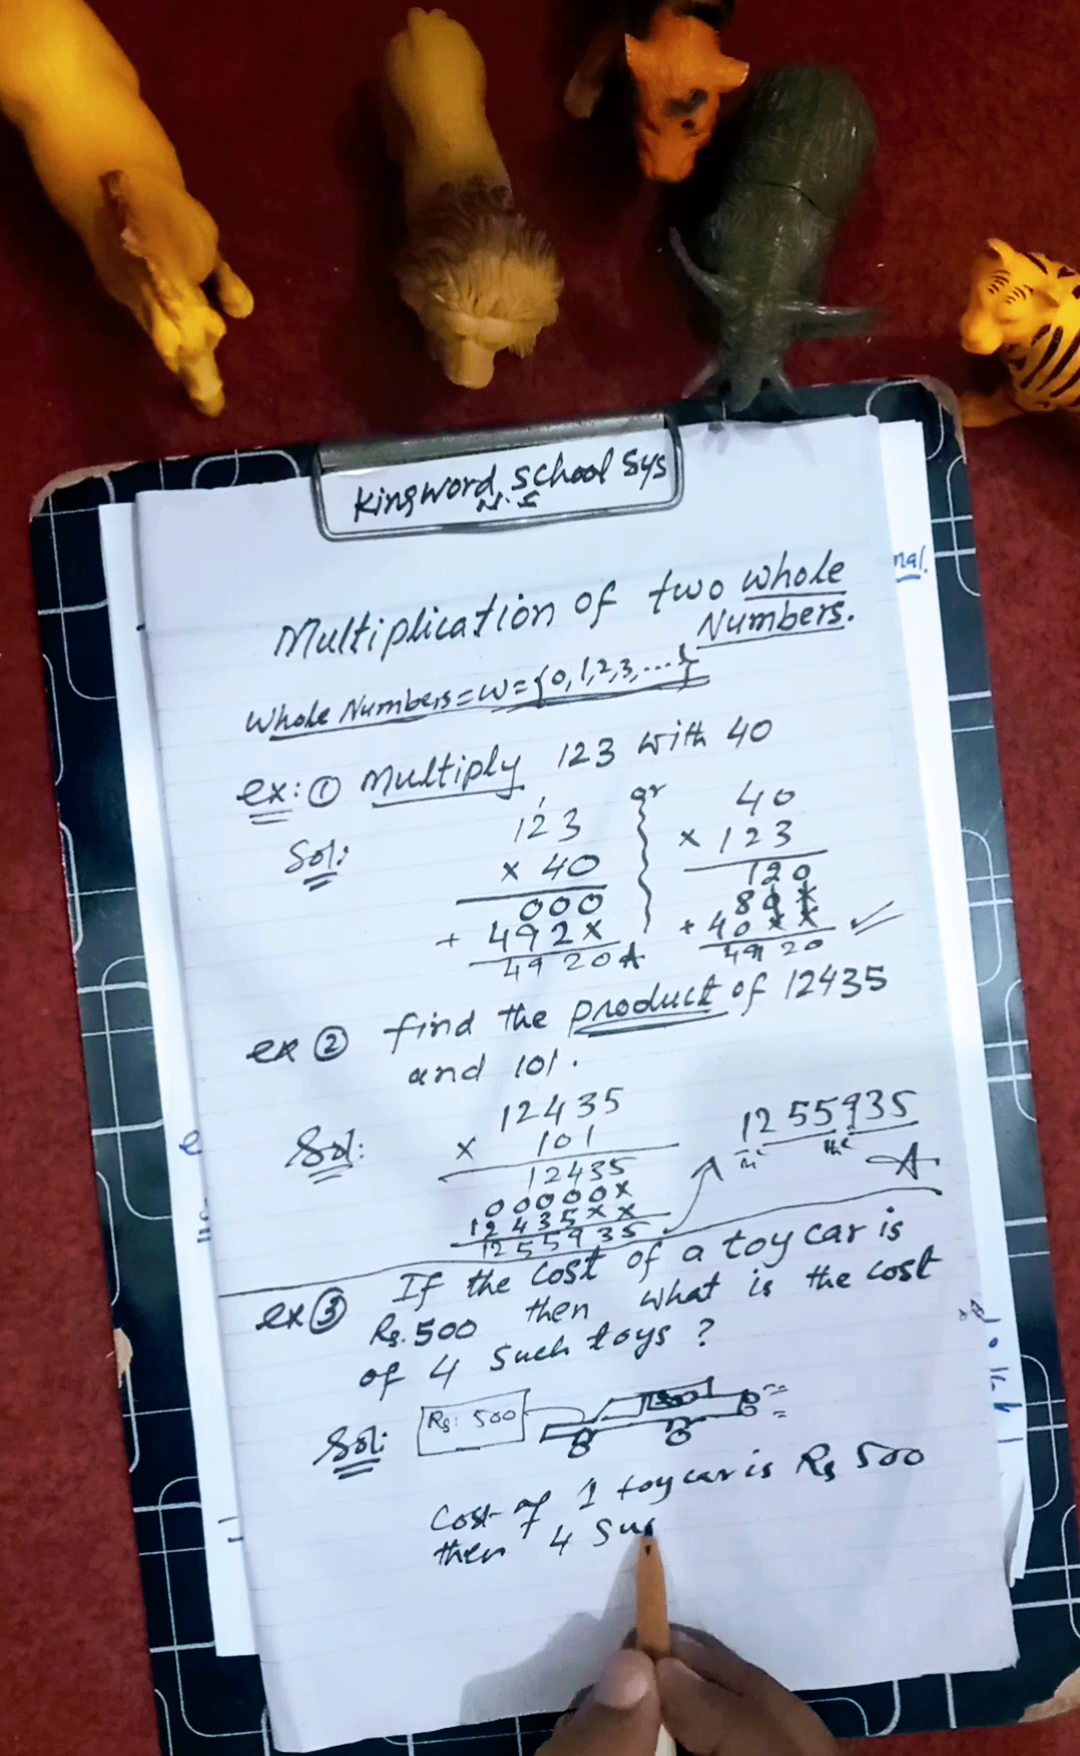 Kingword School Sys
N.S
Multiplication of two whole
Numbers.
Whole Numbers = W = {0,1,2,3,...}
ex: ① Multiply 123 with 40
Sol:
1
123
× 40
000
+ 492×
4920 A
or
40
× 123
120
80×
+ 40××
4920
ex ② find the product of 12435
and 101.
Sol:
12435
× 101
12435
00000×
12435××
1255935
1255935
A
ex ③ If the cost of a toy car is
Rs. 500 then what is the cost
of 4 such toys ?
Sol:
Rs: 500
Cost of 1 toy car is Rs 500
then 4 Su
nal.